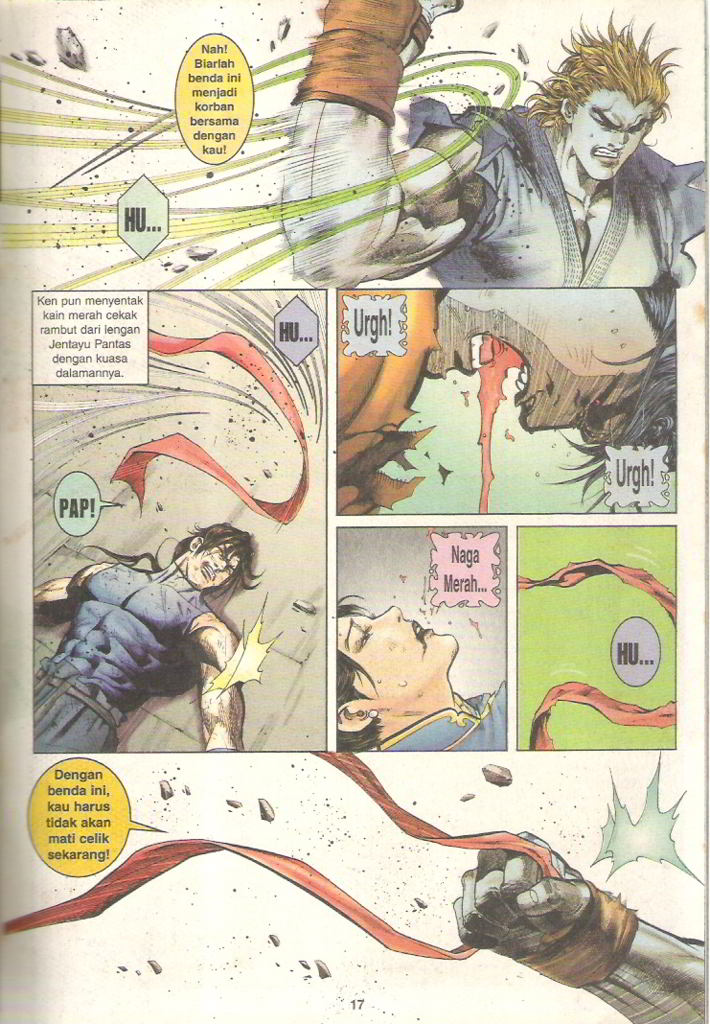 Nah!
Biarlah
benda ini
menjadi
korban
bersama
dengan
kau!
HU...
Ken pun menyentak
kain merah cekak
rambut dari lengan
Jentayu Pantas
dengan kuasa
dalamannya.
HU...
PAP!
Urgh!
Urgh!
Naga
Merah...
HU...
Dengan
benda ini,
kau harus
tidak akan
mati celik
sekarang!
17